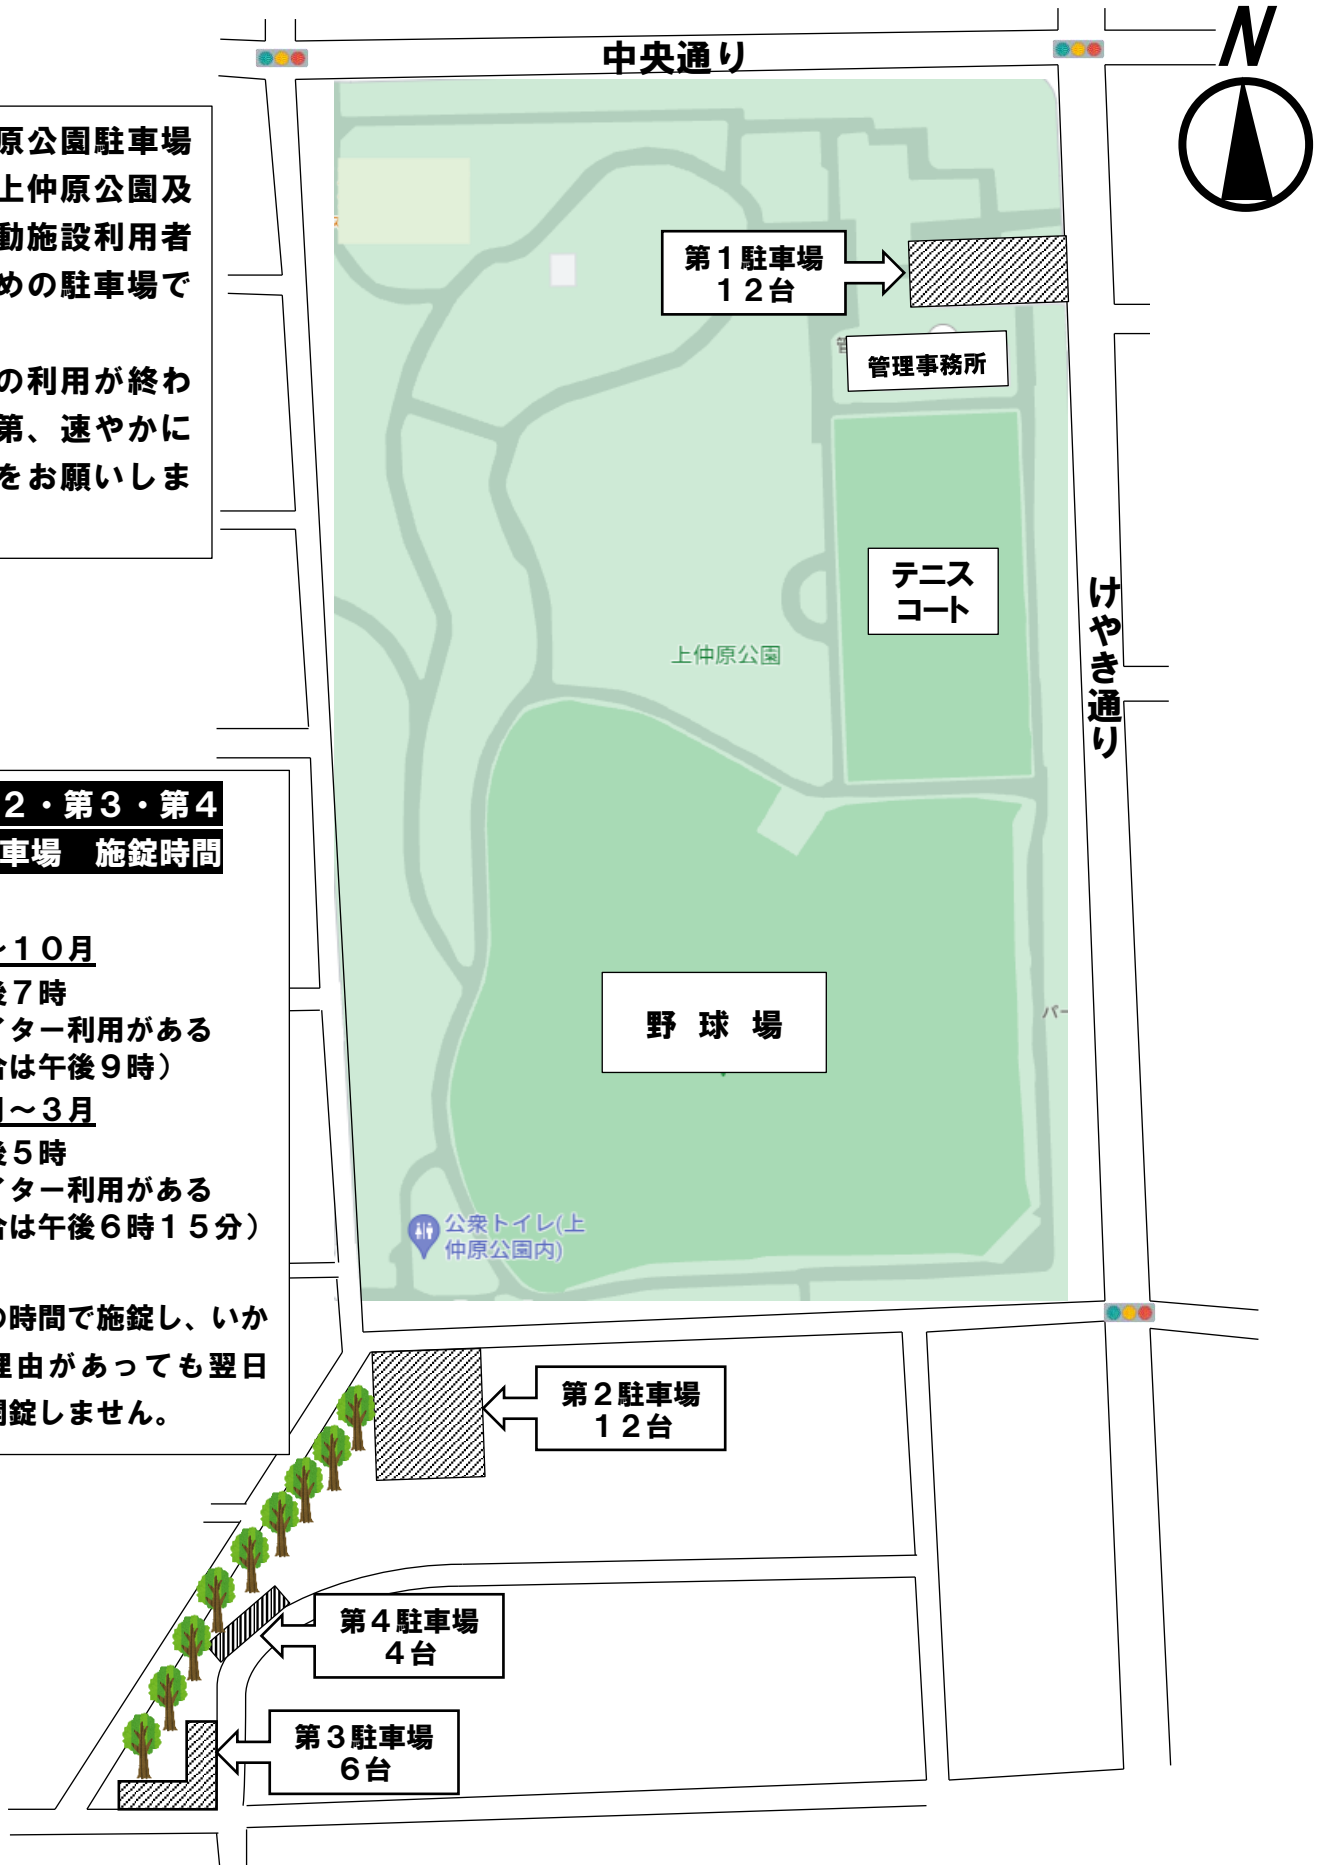 中央通り
N
原公園駐車場
上仲原公園及
動施設利用者
めの駐車場で
の利用が終わ
第、速やかに
をお願いしま
第1駐車場
12台
管理事務所
テニス
コート
けやき通り
上仲原公園
2・第3・第4
車場 施錠時間
~10月
後7時
イター利用がある
合は午後9時)
月~3月
後5時
イター利用がある
合は午後6時15分)
の時間で施錠し、いか
理由があっても翌日
開錠しません。
野球場
パー
公衆トイレ(上
仲原公園内)
第2駐車場
12台
第4駐車場
4台
第3駐車場
6台